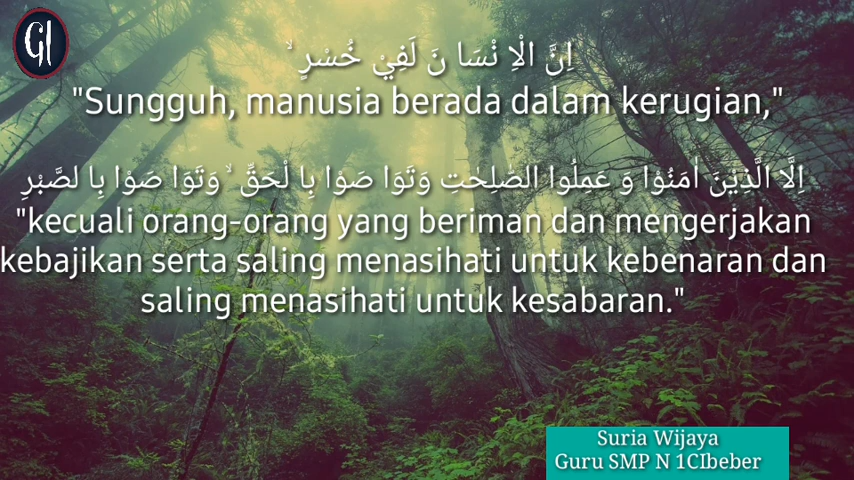 GI
اِنَّ الْاِ نْسَا نَ لَفِيْ خُسْرٍ ۙ
"Sungguh, manusia berada dalam kerugian,"
اِلَّا الَّذِيْنَ اٰمَنُوْا وَ عَمِلُوا الصّٰلِحٰتِ وَتَوَا صَوْا بِا لْحَقِّ ۙ وَتَوَا صَوْا بِا لصَّبْرِ
"kecuali orang-orang yang beriman dan mengerjakan
kebajikan serta saling menasihati untuk kebenaran dan
saling menasihati untuk kesabaran."
Suria Wijaya
Guru SMP N 1CIbeber